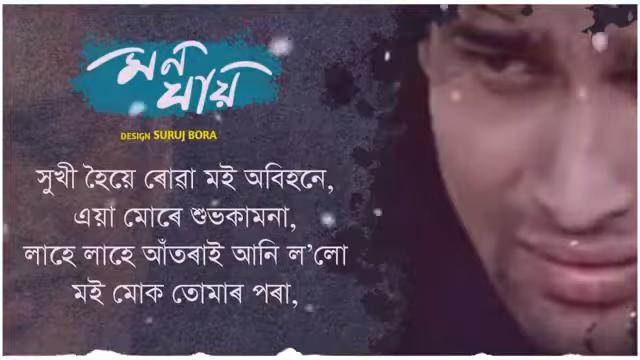 মন
যায়
DESIGN SURUJ BORA
সুখী হৈয়ে ৰোৱা মই অবিহনে,
এয়া মোৰে শুভকামনা,
লাহে লাহে আঁতৰাই আনি ল'লো
মই মোক তোমাৰ পৰা,